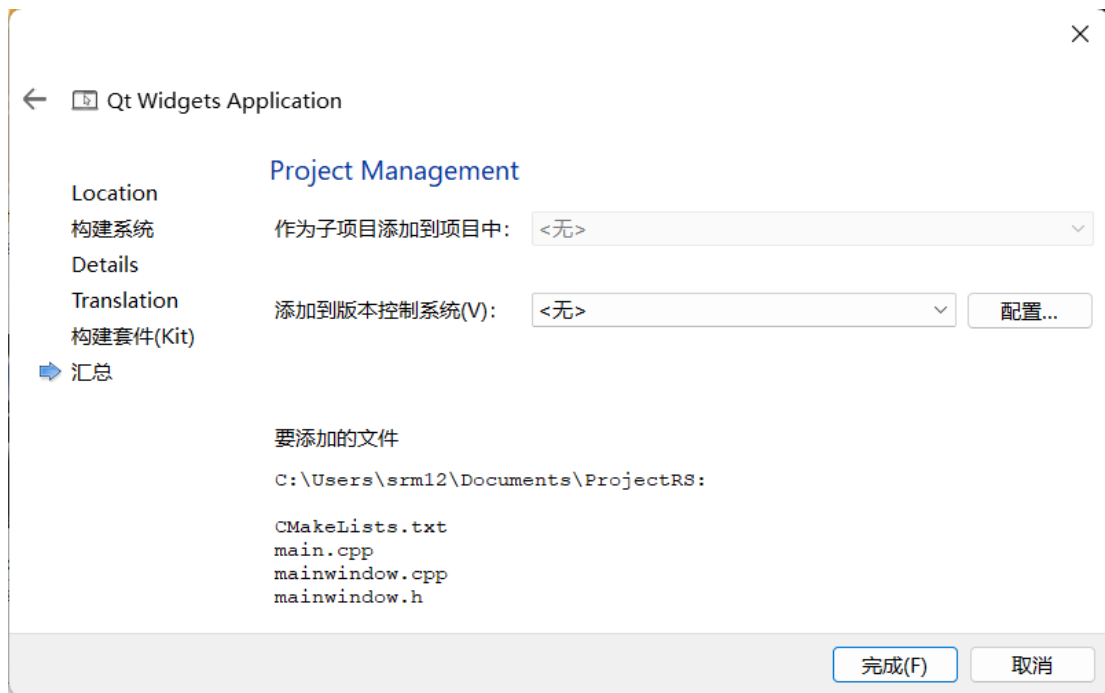 Qt Widgets Application
Project Management
Location
构建系统
Details
Translation
构建套件(Kit)
汇总
作为子项目添加到项目中: <无>
添加到版本控制系统(V): <无> 配置...
要添加的文件
C:\Users\srm12\Documents\ProjectRS:
CMakeLists.txt
main.cpp
mainwindow.cpp
mainwindow.h
完成(F) 取消